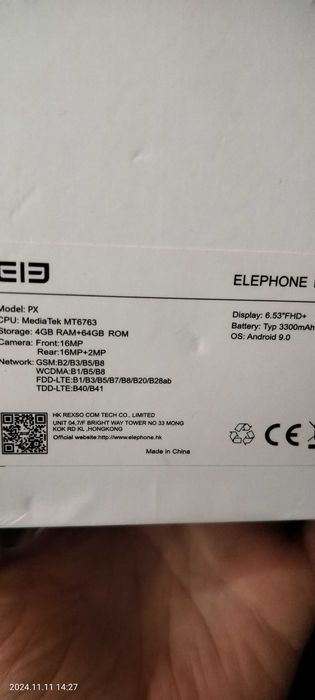 ELEPHONE
Model: PX
CPU: MediaTek MT6763
Storage: 4GB RAM+64GB ROM
Camera: Front:16MP
Rear:16MP+2MP
Network: GSM:B2/B3/B5/B8
WCDMA:B1/B5/B8
FDD-LTE:B1/B3/B5/B7/B8/B20/B28ab
TDD-LTE:B40/B41
Display: 6.53"FHD+
Battery: Typ 3300mAh
OS: Android 9.0
HK REXSO COM TECH CO., LIMITED
UNIT 04,7/F BRIGHT WAY TOWER NO 33 MONG
KOK RD KL ,HONGKONG
Official website:http://www.elephone.hk
Made in China
CE
2024.11.11 14:27